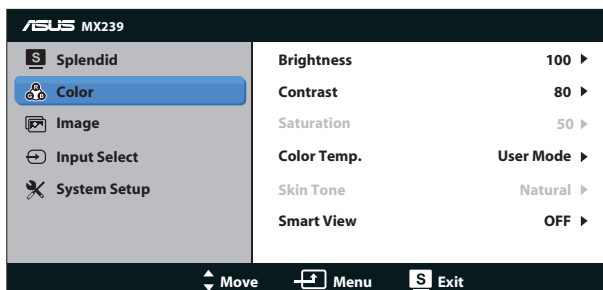 ASUS MX239
S Splendid
Color
Image
Input Select
System Setup
Brightness 100
Contrast 80
Saturation 50
Color Temp. User Mode
Skin Tone Natural
Smart View OFF
Move Menu S Exit